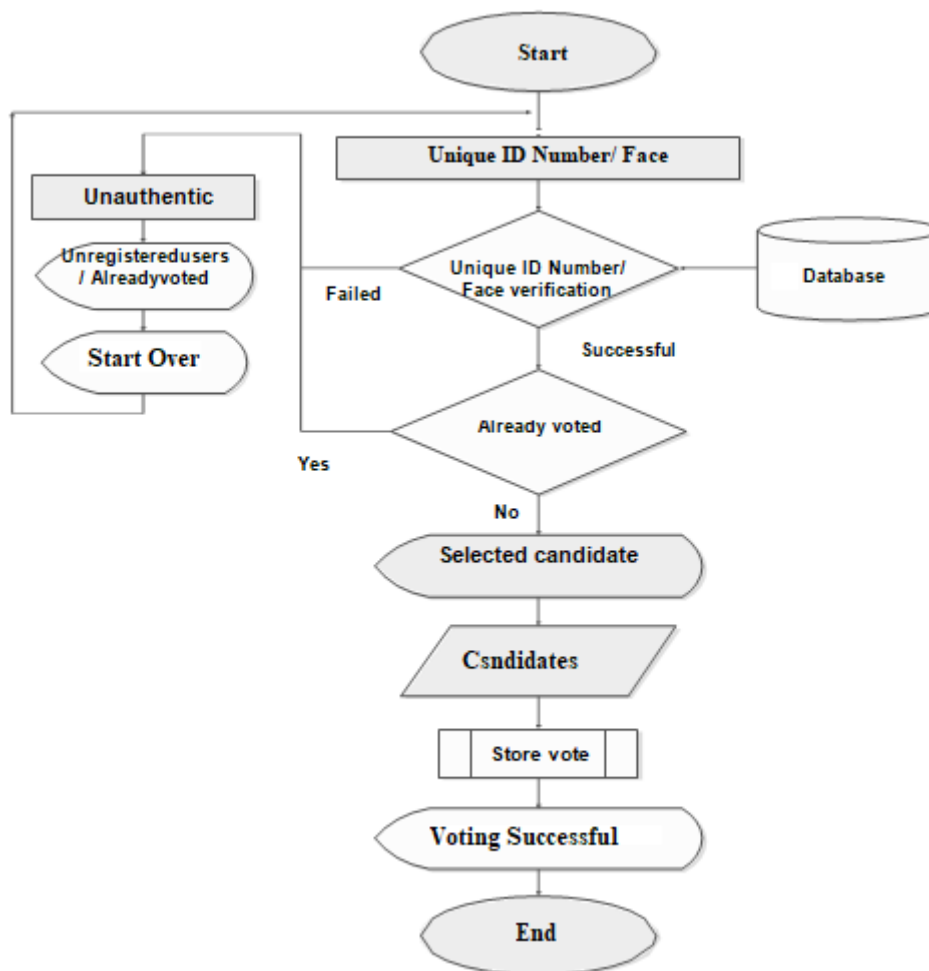 Start
Unique ID Number/ Face
Unauthentic
Unregisteredusers
/ Alreadyvoted
Start Over
Unique ID Number/
Face verification
Failed
Database
Successful
Already voted
Yes
No
Selected candidate
Csndidates
Store vote
Voting Successful
End